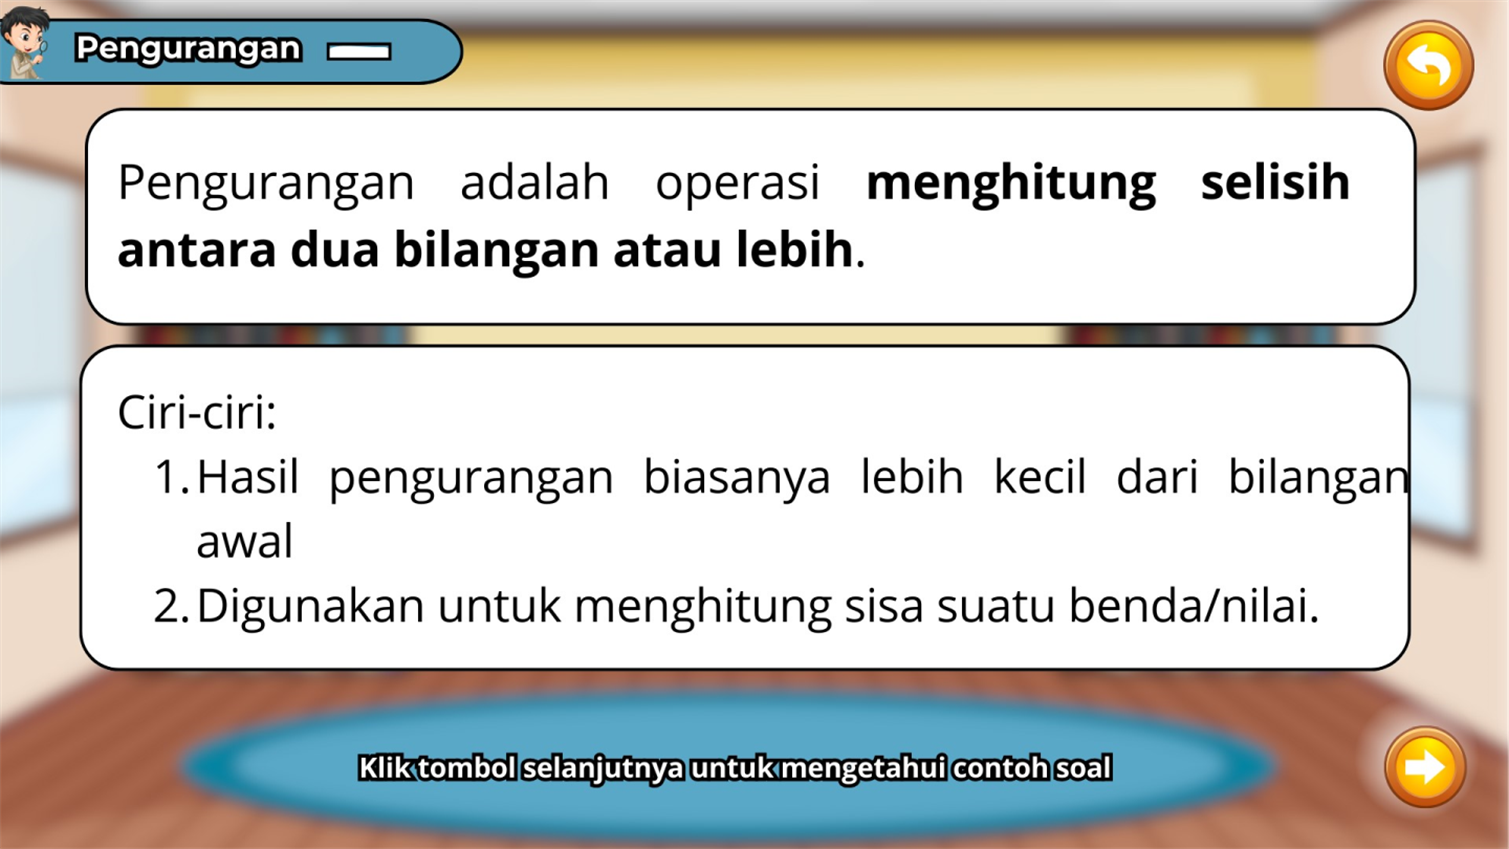 Pengurangan
Pengurangan adalah operasi menghitung selisih
antara dua bilangan atau lebih.
Ciri-ciri:
1. Hasil pengurangan biasanya lebih kecil dari bilangan
awal
2. Digunakan untuk menghitung sisa suatu benda/nilai.
Klik tombol selanjutnya untuk mengetahui contoh soal